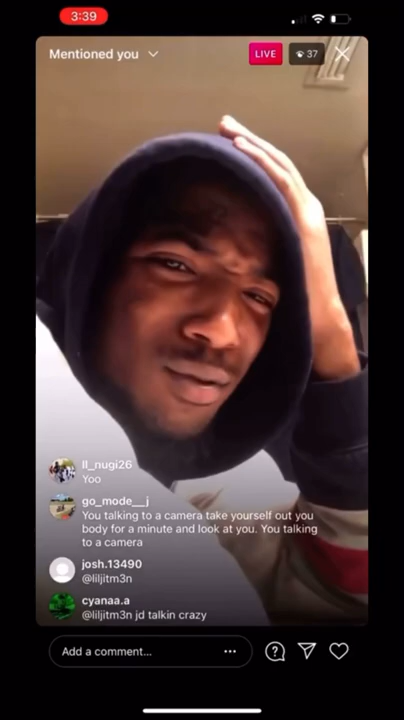 3:39
Mentioned you
LIVE
37
ll_nugi26
Yoo
go_mode__j
You talking to a camera take yourself out you
body for a minute and look at you. You talking
to a camera
josh.13490
@liljitm3n
cyanaa.a
@liljitm3n jd talkin crazy
Add a comment...